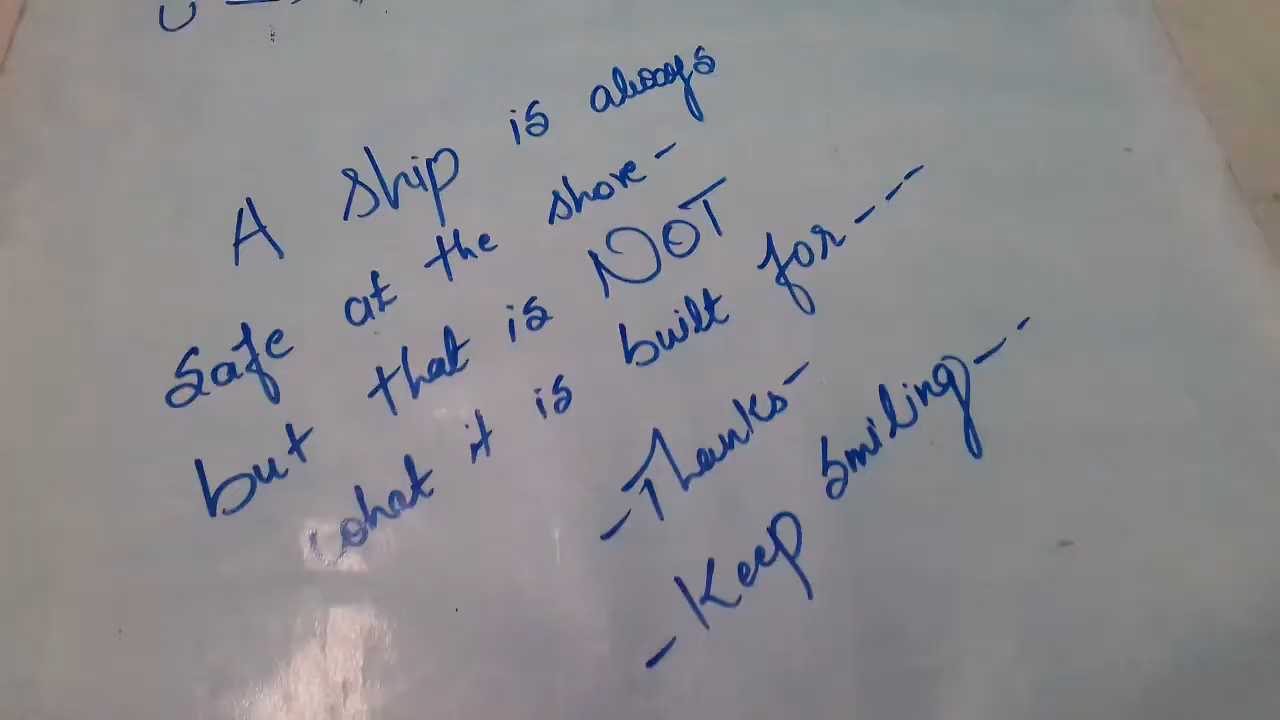 A ship is always
safe at the shore -
but that is NOT
what it is built for - - -
- Thanks -
- Keep smiling - -